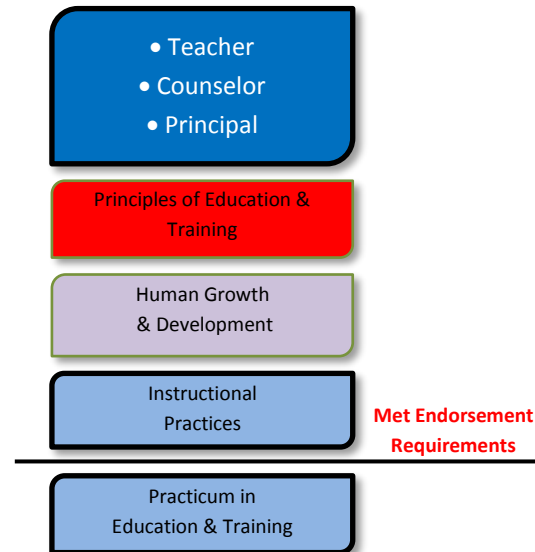 • Teacher
• Counselor
• Principal
Principles of Education &
Training
Human Growth
& Development
Instructional
Practices
Met Endorsement
Requirements
Practicum in
Education & Training